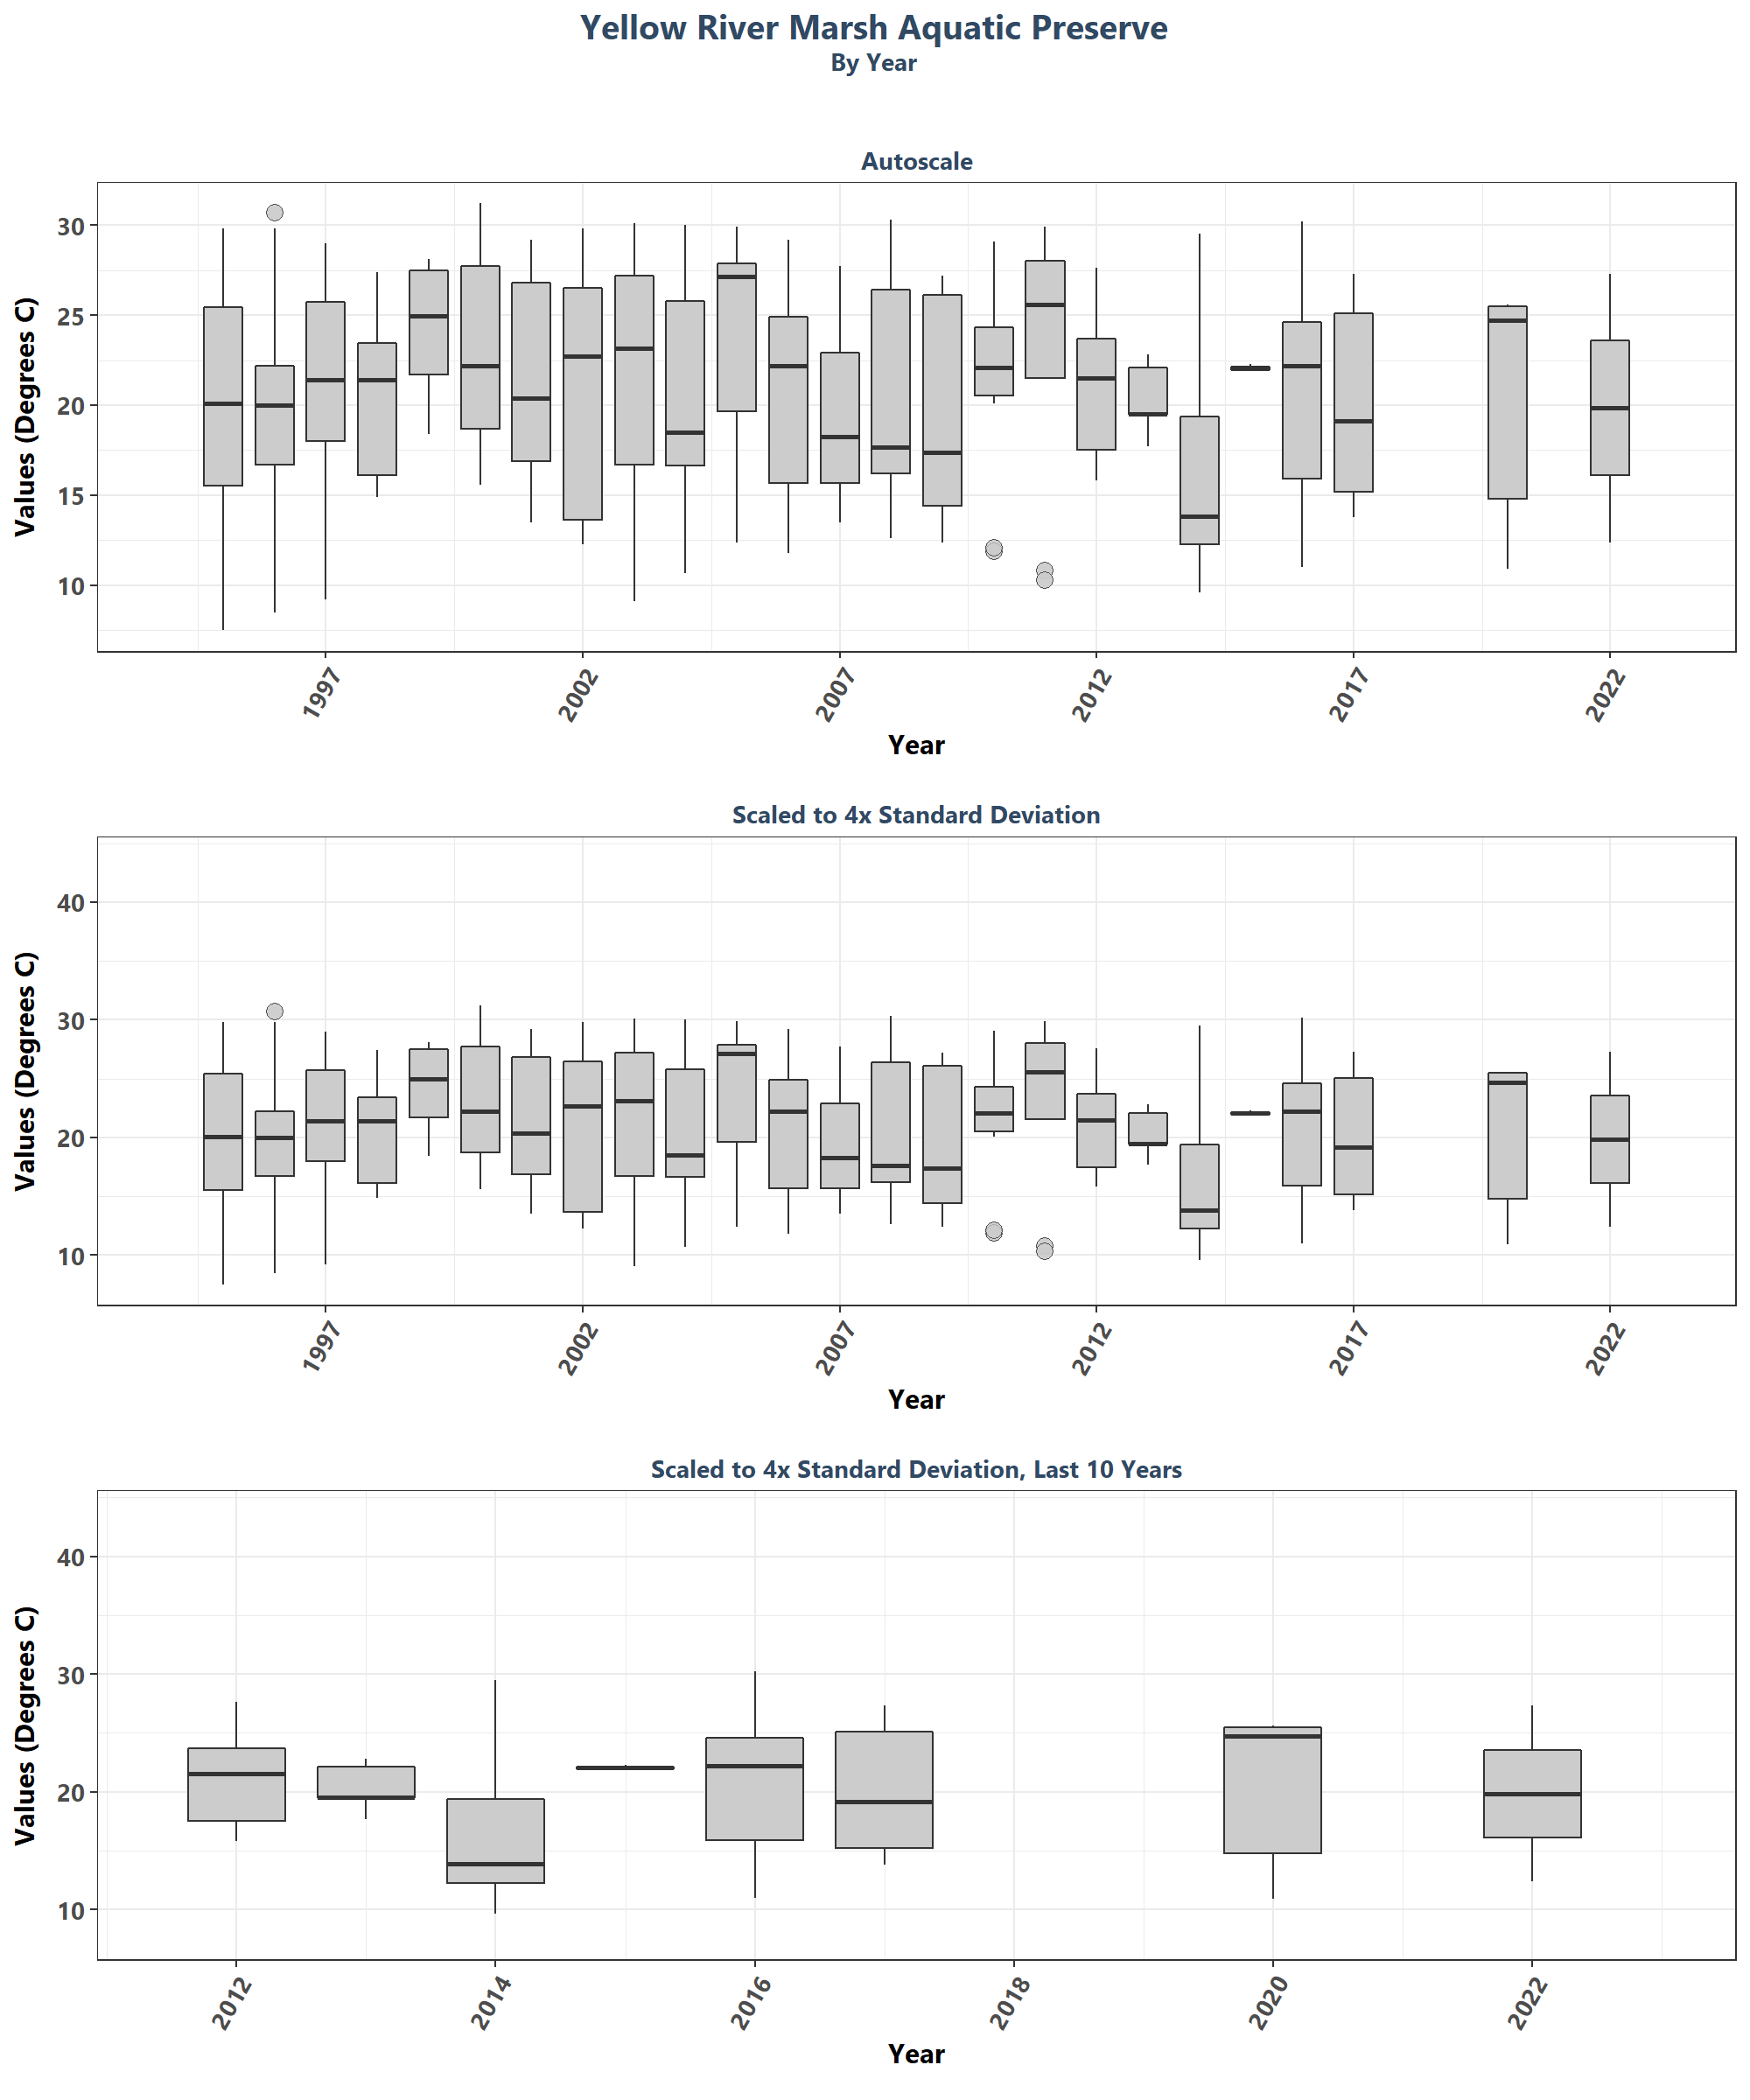 Yellow River Marsh Aquatic Preserve
By Year
Autoscale
Values (Degrees C)
30
25
20
15
10
1997
2002
2007
2012
2017
2022
Year
Scaled to 4x Standard Deviation
Values (Degrees C)
40
30
20
10
1997
2002
2007
2012
2017
2022
Year
Scaled to 4x Standard Deviation, Last 10 Years
Values (Degrees C)
40
30
20
10
2012
2014
2016
2018
2020
2022
Year